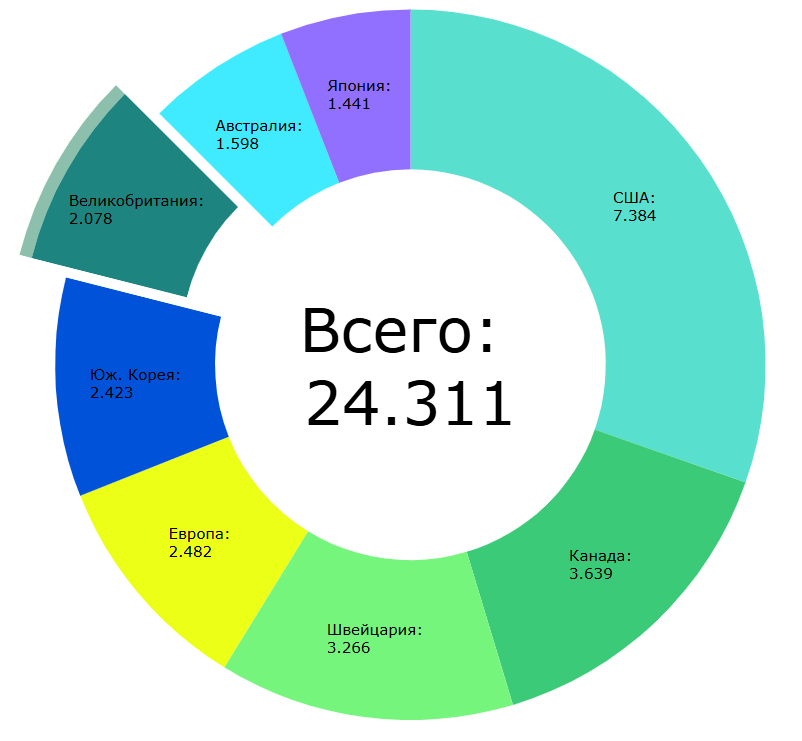 Япония:
1.441
Австралия:
1.598
США:
7.384
Великобритания:
2.078
Всего:
24.311
Юж. Корея:
2.423
Европа:
2.482
Канада:
3.639
Швейцария:
3.266